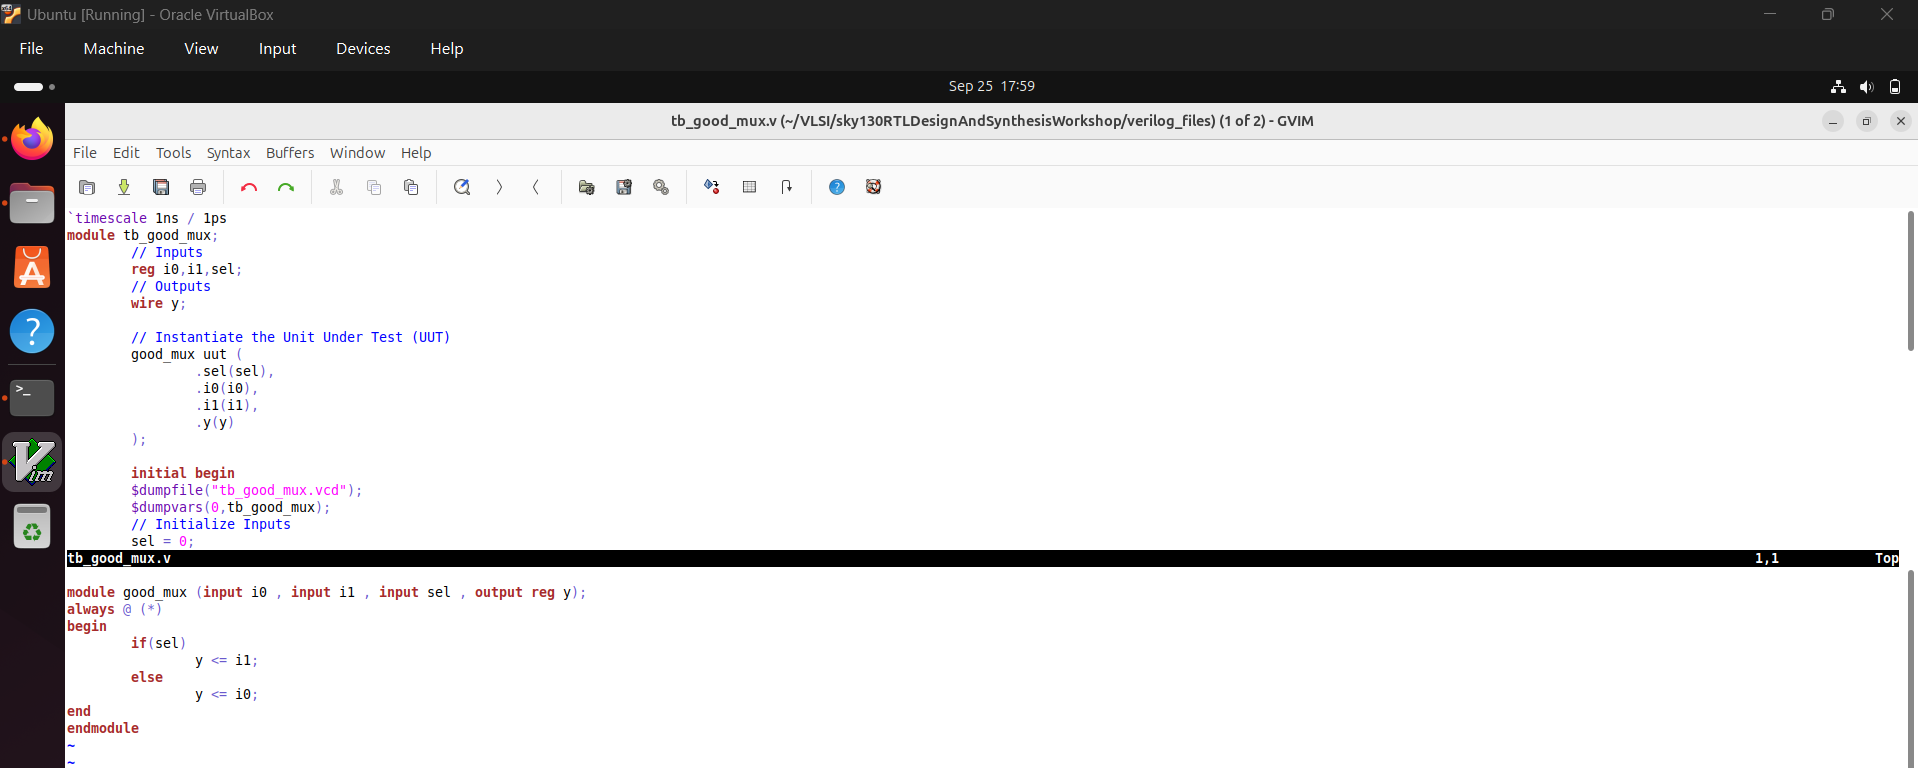 Ubuntu [Running] - Oracle VirtualBox
File Machine View Input Devices Help
Sep 25 17:59
tb_good_mux.v (~/VLSI/sky130RTLDesignAndSynthesisWorkshop/verilog_files) (1 of 2) - GVIM
File Edit Tools Syntax Buffers Window Help
`timescale 1ns / 1ps
module tb_good_mux;
        // Inputs
        reg i0,i1,sel;
        // Outputs
        wire y;
        // Instantiate the Unit Under Test (UUT)
        good_mux uut (
                .sel(sel),
                .i0(i0),
                .i1(i1),
                .y(y)
        );
        initial begin
        $dumpfile("tb_good_mux.vcd");
        $dumpvars(0,tb_good_mux);
        // Initialize Inputs
        sel = 0;
tb_good_mux.v 1,1 Top
module good_mux (input i0 , input i1 , input sel , output reg y);
always @ (*)
begin
        if(sel)
                y <= i1;
        else
                y <= i0;
end
endmodule
~
~